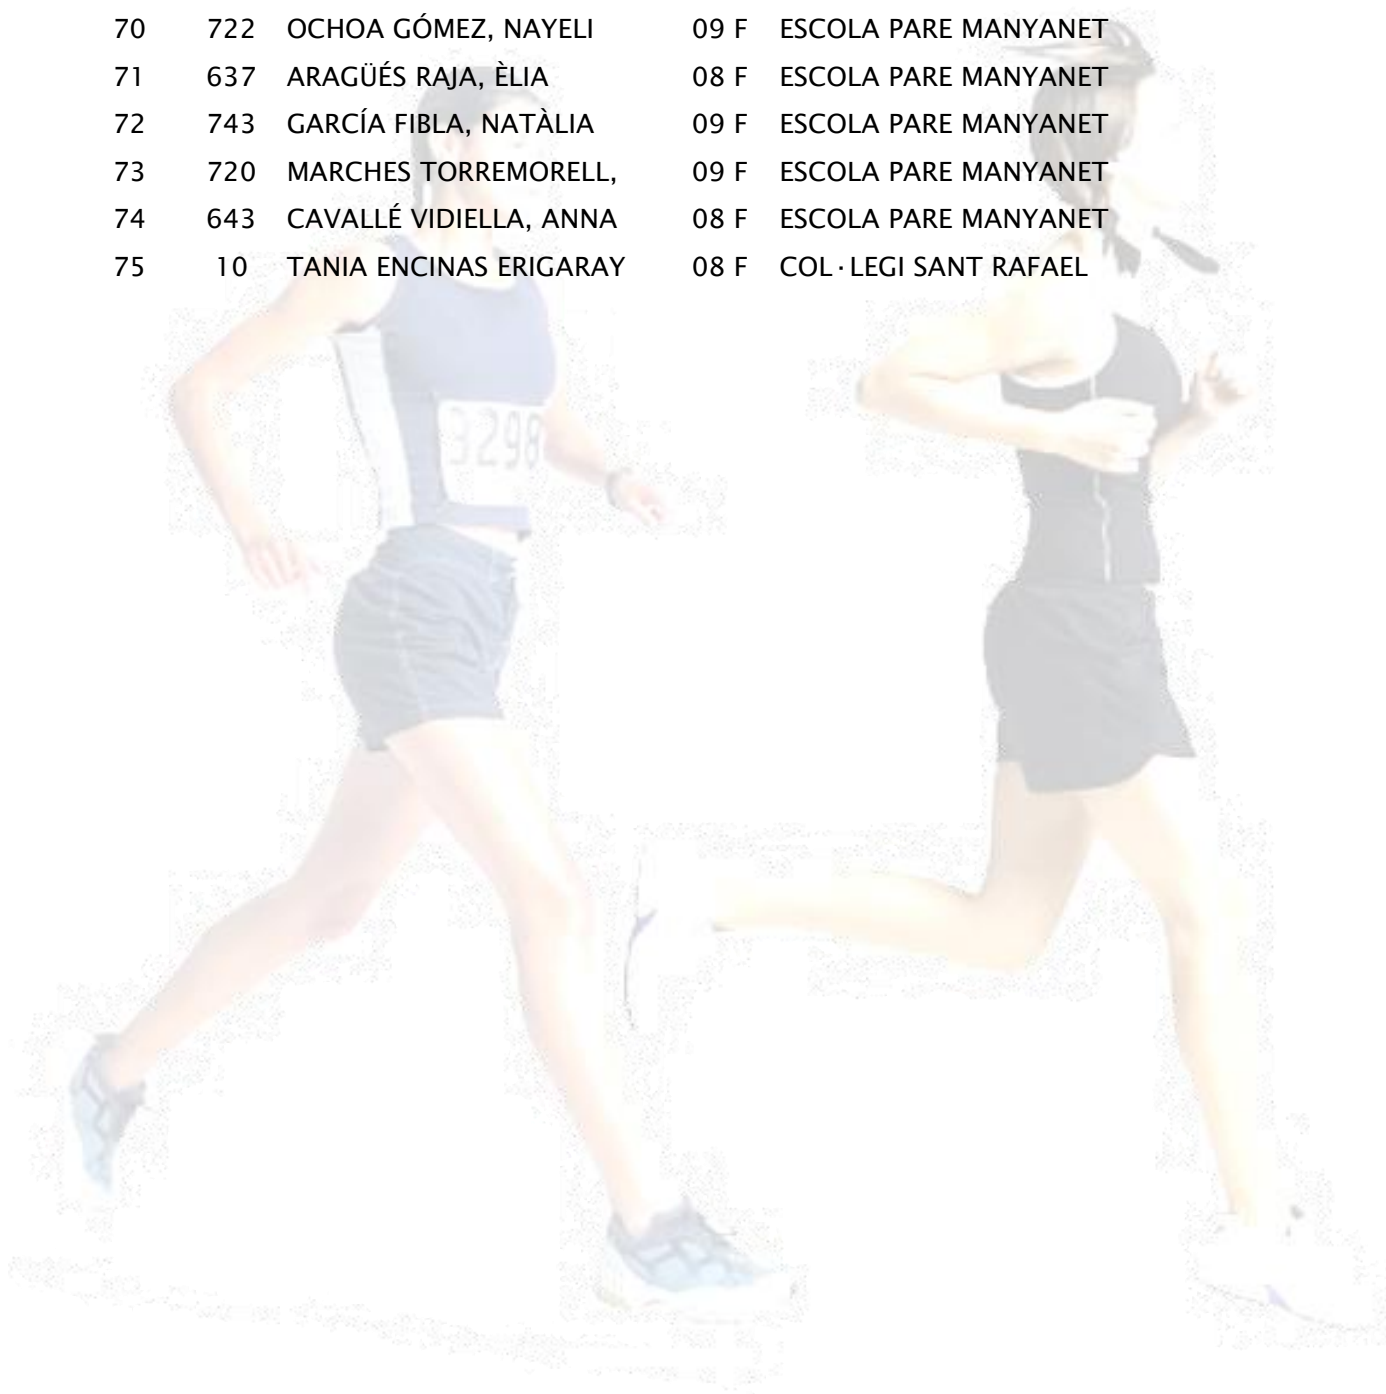 70 722 OCHOA GÓMEZ, NAYELI 09 F ESCOLA PARE MANYANET
71 637 ARAGÜÉS RAJA, ÈLIA 08 F ESCOLA PARE MANYANET
72 743 GARCÍA FIBLA, NATÀLIA 09 F ESCOLA PARE MANYANET
73 720 MARCHES TORREMORELL, 09 F ESCOLA PARE MANYANET
74 643 CAVALLÉ VIDIELLA, ANNA 08 F ESCOLA PARE MANYANET
75 10 TANIA ENCINAS ERIGARAY 08 F COL·LEGI SANT RAFAEL
3298